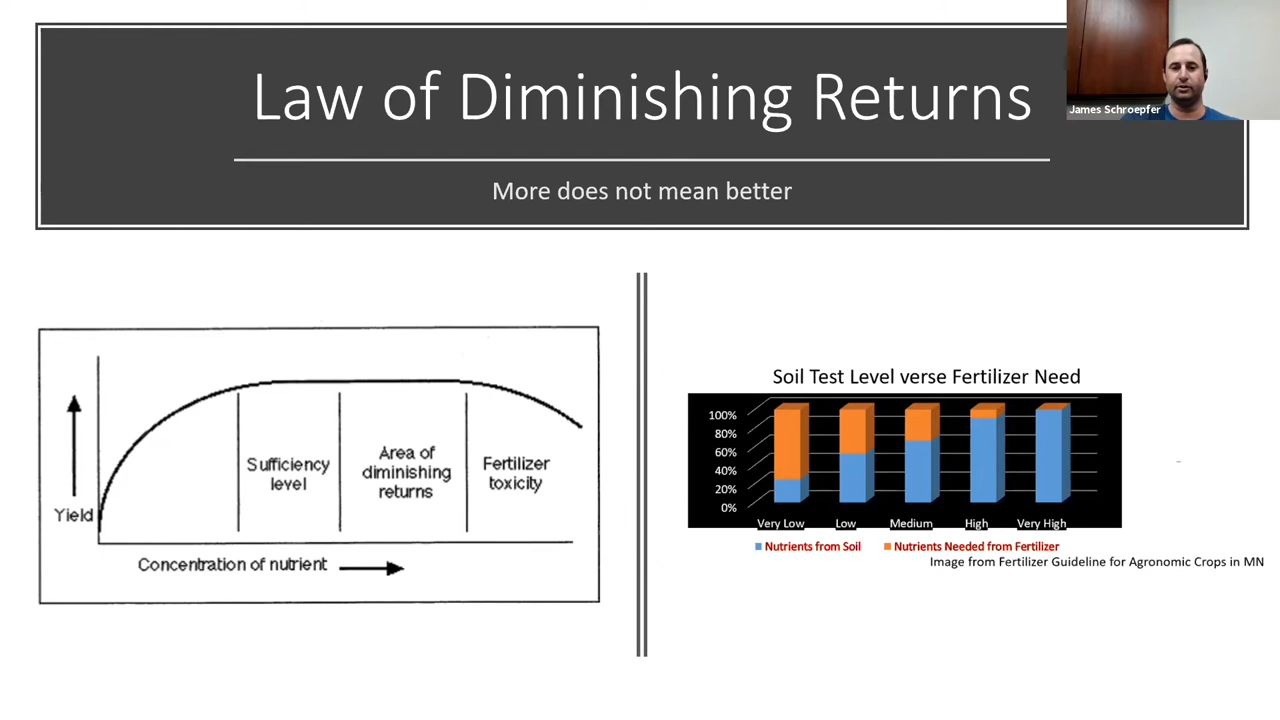 Law of Diminishing Returns
More does not mean better
James Schroepfer
Yield
Sufficiency
level
Area of
diminishing
returns
Fertilizer
toxicity
Concentration of nutrient
Soil Test Level verse Fertilizer Need
100%
80%
60%
40%
20%
0%
Very Low Low Medium High Very High
Nutrients from Soil Nutrients Needed from Fertilizer
Image from Fertilizer Guideline for Agronomic Crops in MN